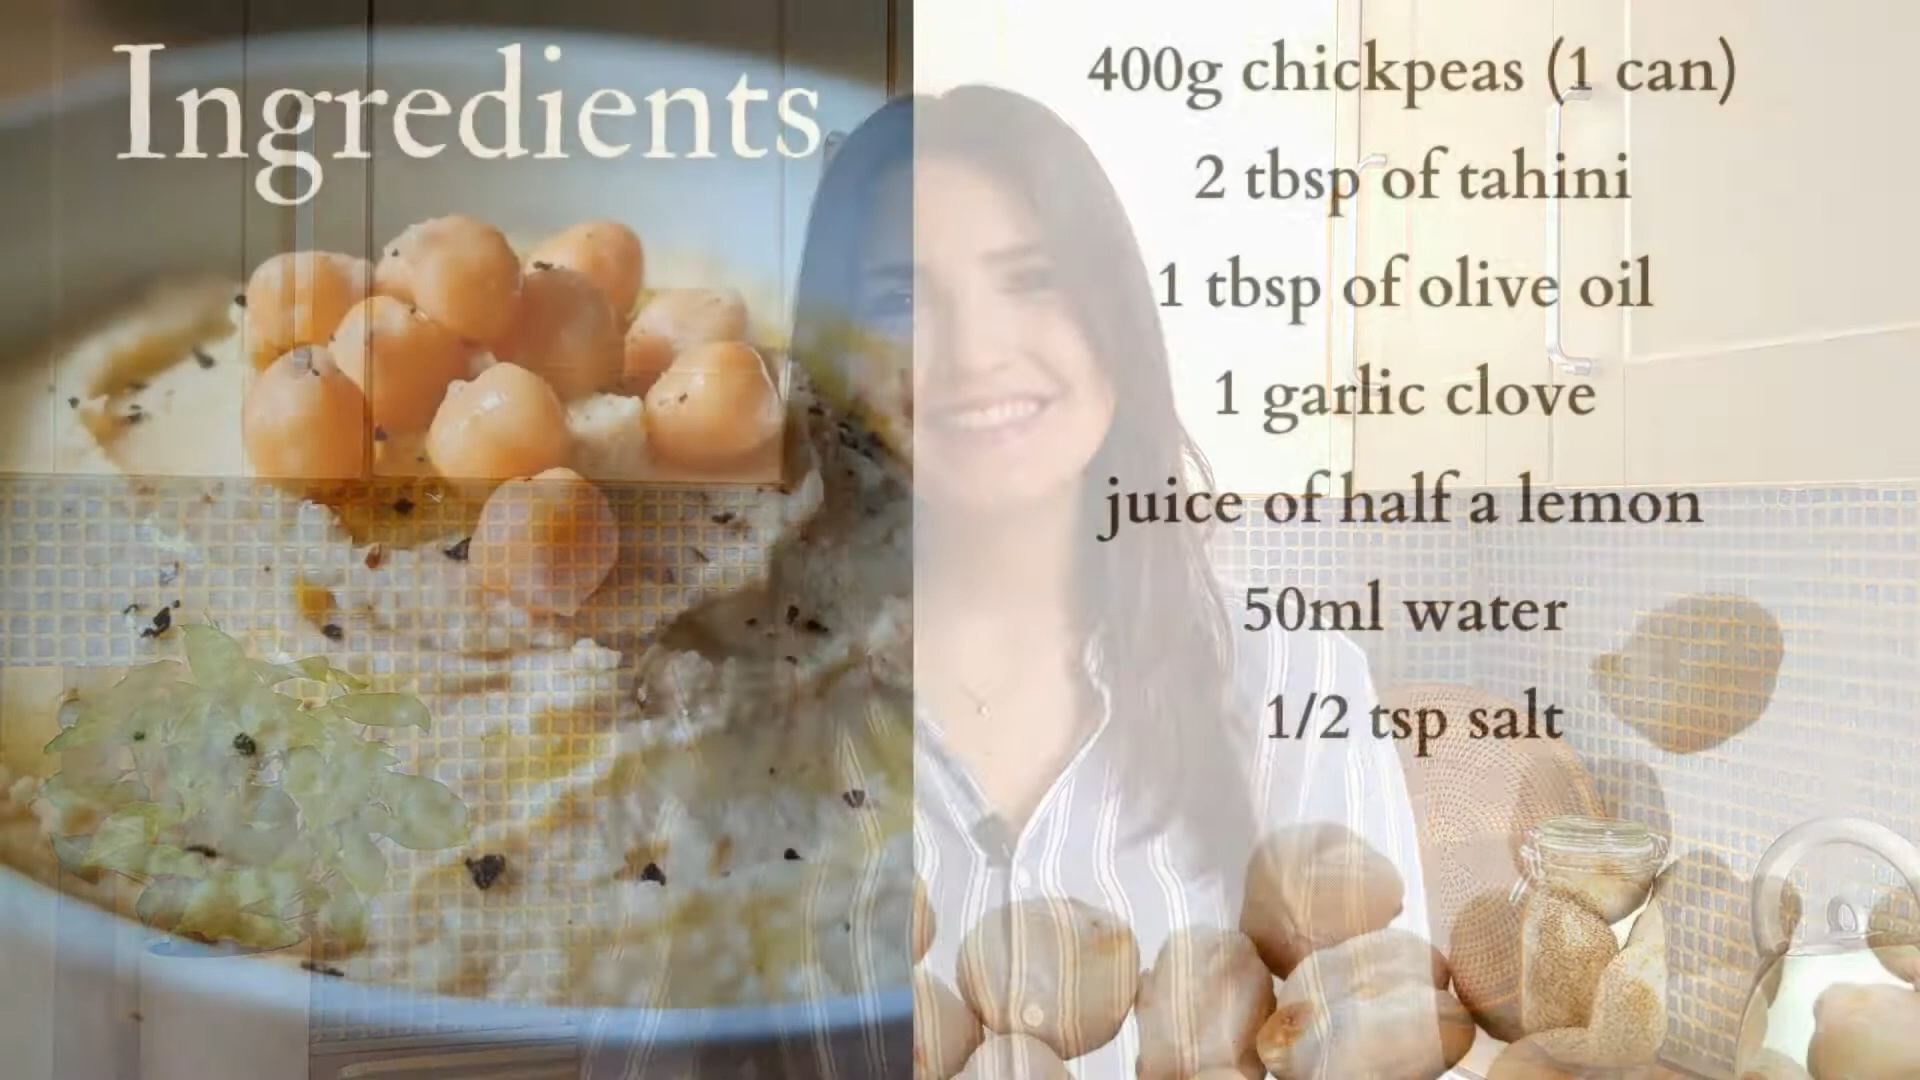 Ingredients
400g chickpeas (1 can)
2 tbsp of tahini
1 tbsp of olive oil
1 garlic clove
juice of half a lemon
50ml water
1/2 tsp salt